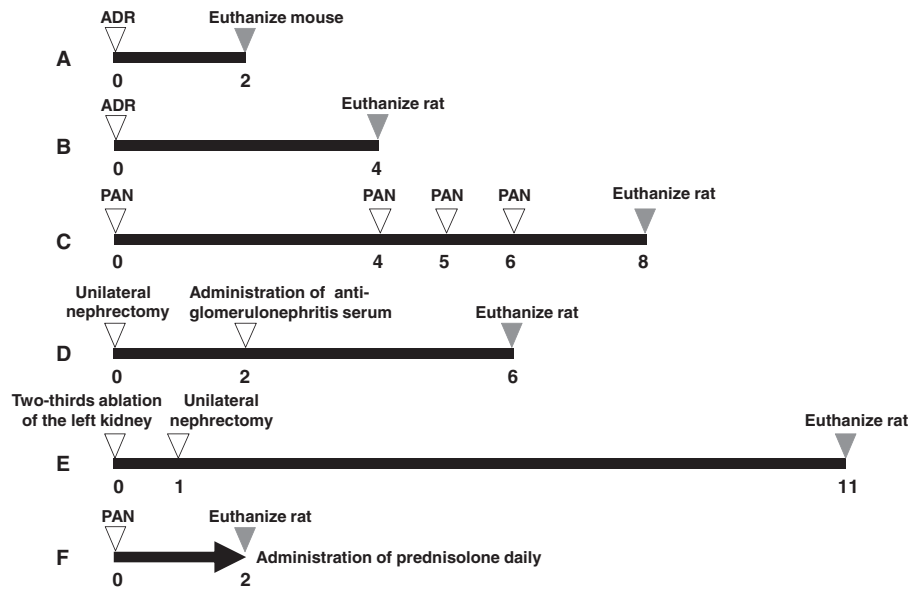 ADR Euthanize mouse
A
0 2
ADR Euthanize rat
B
0 4
PAN PAN PAN PAN Euthanize rat
C
0 4 5 6 8
Unilateral Administration of anti-
nephrectomy glomerulonephritis serum Euthanize rat
D
0 2 6
Two-thirds ablation Unilateral
of the left kidney nephrectomy Euthanize rat
E
0 1 11
PAN Euthanize rat
F Administration of prednisolone daily
0 2